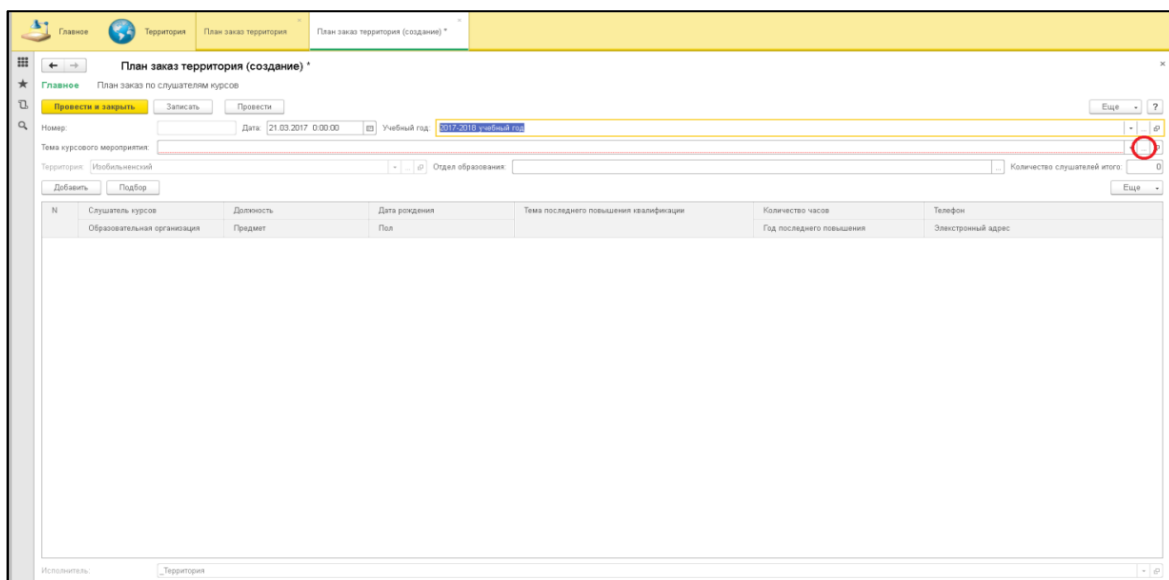 Главное Территория План заказ территория План заказ территория (создание) *
План заказ территория (создание) *
Главное План заказ по слушателям курсов
Провести и закрыть Записать Провести Еще ?
Номер: Дата: 21.03.2017 0:00:00 Учебный год: 2017-2018 учебный год
Тема курсового мероприятия:
Территория: Изобильненский Отдел образования: Количество слушателей итого: 0
Добавить Подбор Еще
N Слушатель курсов Должность Дата рождения Тема последнего повышения квалификации Количество часов Телефон
Образовательная организация Предмет Пол Год последнего повышения Электронный адрес
Исполнитель: _Территория